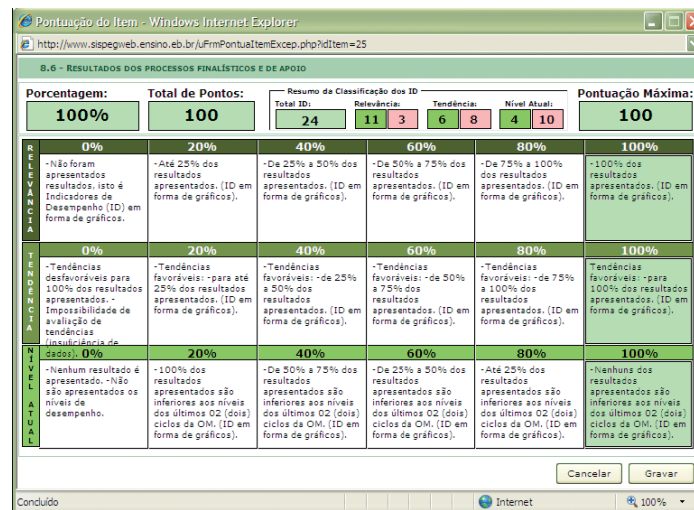 Pontuação do Item - Windows Internet Explorer
http://www.sispegweb.ensino.eb.br/uFrmPontuaItemExcep.php?idItem=25
8.6 - Resultados dos processos finalísticos e de apoio
Porcentagem:
100%
Total de Pontos:
100
Resumo da Classificação dos ID
Total ID:
24
Relevância:
11 3
Tendência:
6 8
Nível Atual:
4 10
Pontuação Máxima:
100
RELEVÂNCIA
0%
-Não foram
apresentados
resultados, isto é
Indicadores de
Desempenho (ID) em
forma de gráficos.
20%
-Até 25% dos
resultados
apresentados. (ID em
forma de gráficos).
40%
-De 25% a 50% dos
resultados
apresentados. (ID em
forma de gráficos).
60%
-De 50% a 75% dos
resultados
apresentados. (ID em
forma de gráficos).
80%
-De 75% a 100%
dos resultados
apresentados. (ID em
forma de gráficos).
100%
-100% dos
resultados
apresentados. (ID em
forma de gráficos).
TENDÊNCIA
0%
-Tendências
desfavoráveis para
100% dos resultados
apresentados. -
Impossibilidade de
avaliação de
tendências
(insuficiência de
dados).
20%
-Tendências
favoráveis: -para até
25% dos resultados
apresentados. (ID em
forma de gráficos).
40%
-Tendências
favoráveis: -de 25%
a 50% dos
resultados
apresentados. (ID em
forma de gráficos).
60%
-Tendências
favoráveis: -de 50%
a 75% dos
resultados
apresentados. (ID em
forma de gráficos).
80%
-Tendências
favoráveis: -de 75%
a 100% dos
resultados
apresentados. (ID em
forma de gráficos).
100%
Tendências
favoráveis: -para
100% dos resultados
apresentados. (ID em
forma de gráficos).
NÍVEL ATUAL
0%
-Nenhum resultado é
apresentado. -Não
são apresentados os
níveis de
desempenho.
20%
-100% dos
resultados
apresentados são
inferiores aos níveis
dos últimos 02 (dois)
ciclos da OM. (ID em
forma de gráficos).
40%
-De 50% a 75% dos
resultados
apresentados são
inferiores aos níveis
dos últimos 02 (dois)
ciclos da OM. (ID em
forma de gráficos).
60%
-De 25% a 50% dos
resultados
apresentados são
inferiores aos níveis
dos últimos 02 (dois)
ciclos da OM. (ID em
forma de gráficos).
80%
-Até 25% dos
resultados
apresentados são
inferiores aos níveis
dos últimos 02 (dois)
ciclos da OM. (ID em
forma de gráficos).
100%
-Nenhuns dos
resultados
apresentados são
inferiores aos níveis
dos últimos 02 (dois)
ciclos da OM. (ID em
forma de gráficos).
Cancelar Gravar
Concluído Internet 100%